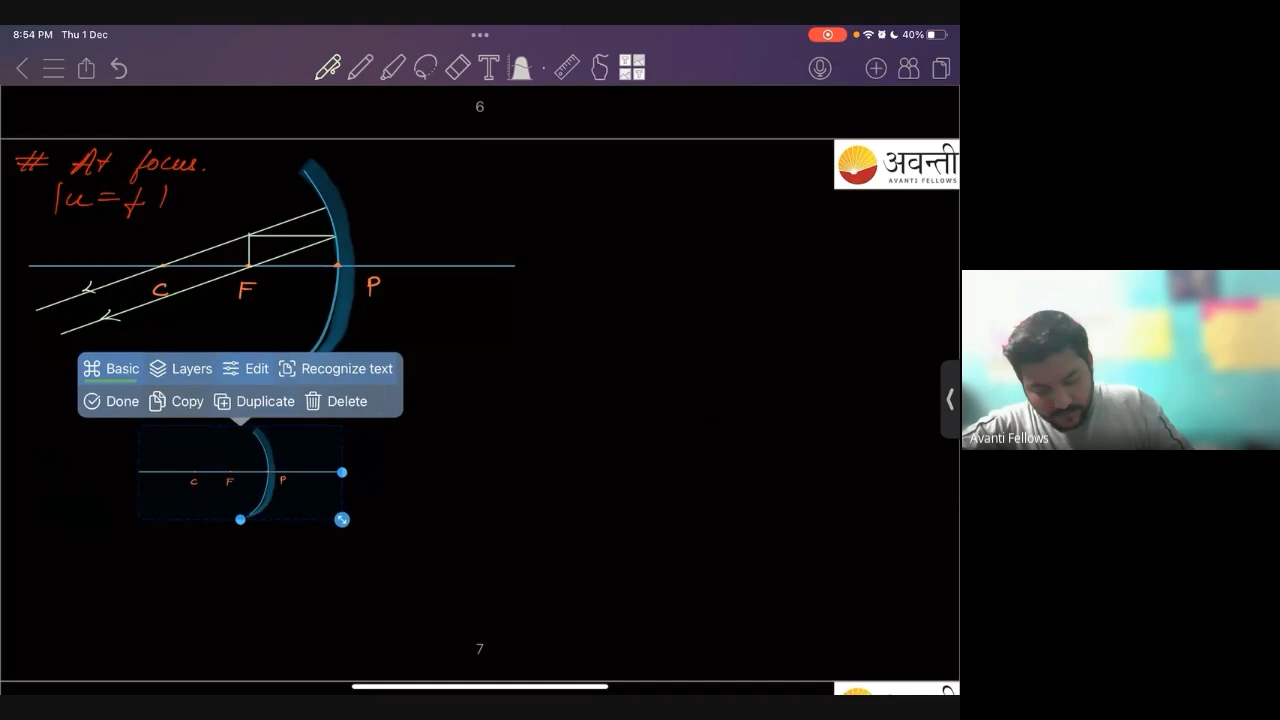 8:54 PM Thu 1 Dec
40%
6
# At focus.
|u=f|
अवन्ती
AVANTI FELLOWS
C F P
Basic Layers Edit Recognize text
Done Copy Duplicate Delete
C F P
Avanti Fellows
7